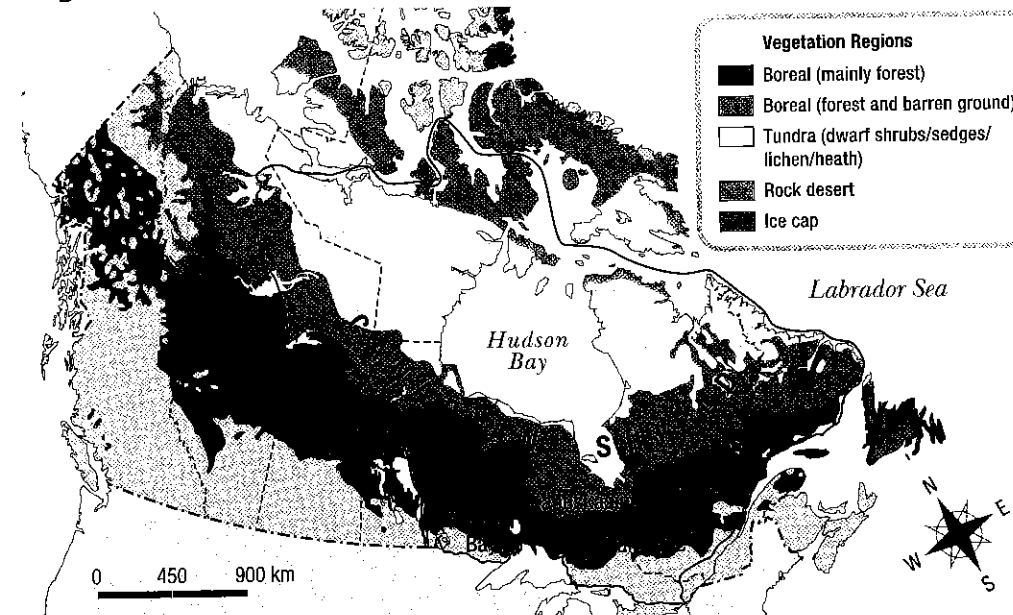 Vegetation Regions
Boreal (mainly forest)
Boreal (forest and barren ground)
Tundra (dwarf shrubs/sedges/
lichen/heath)
Rock desert
Ice cap
Labrador Sea
Hudson
Bay
S
N
E
W
S
0 450 900 km